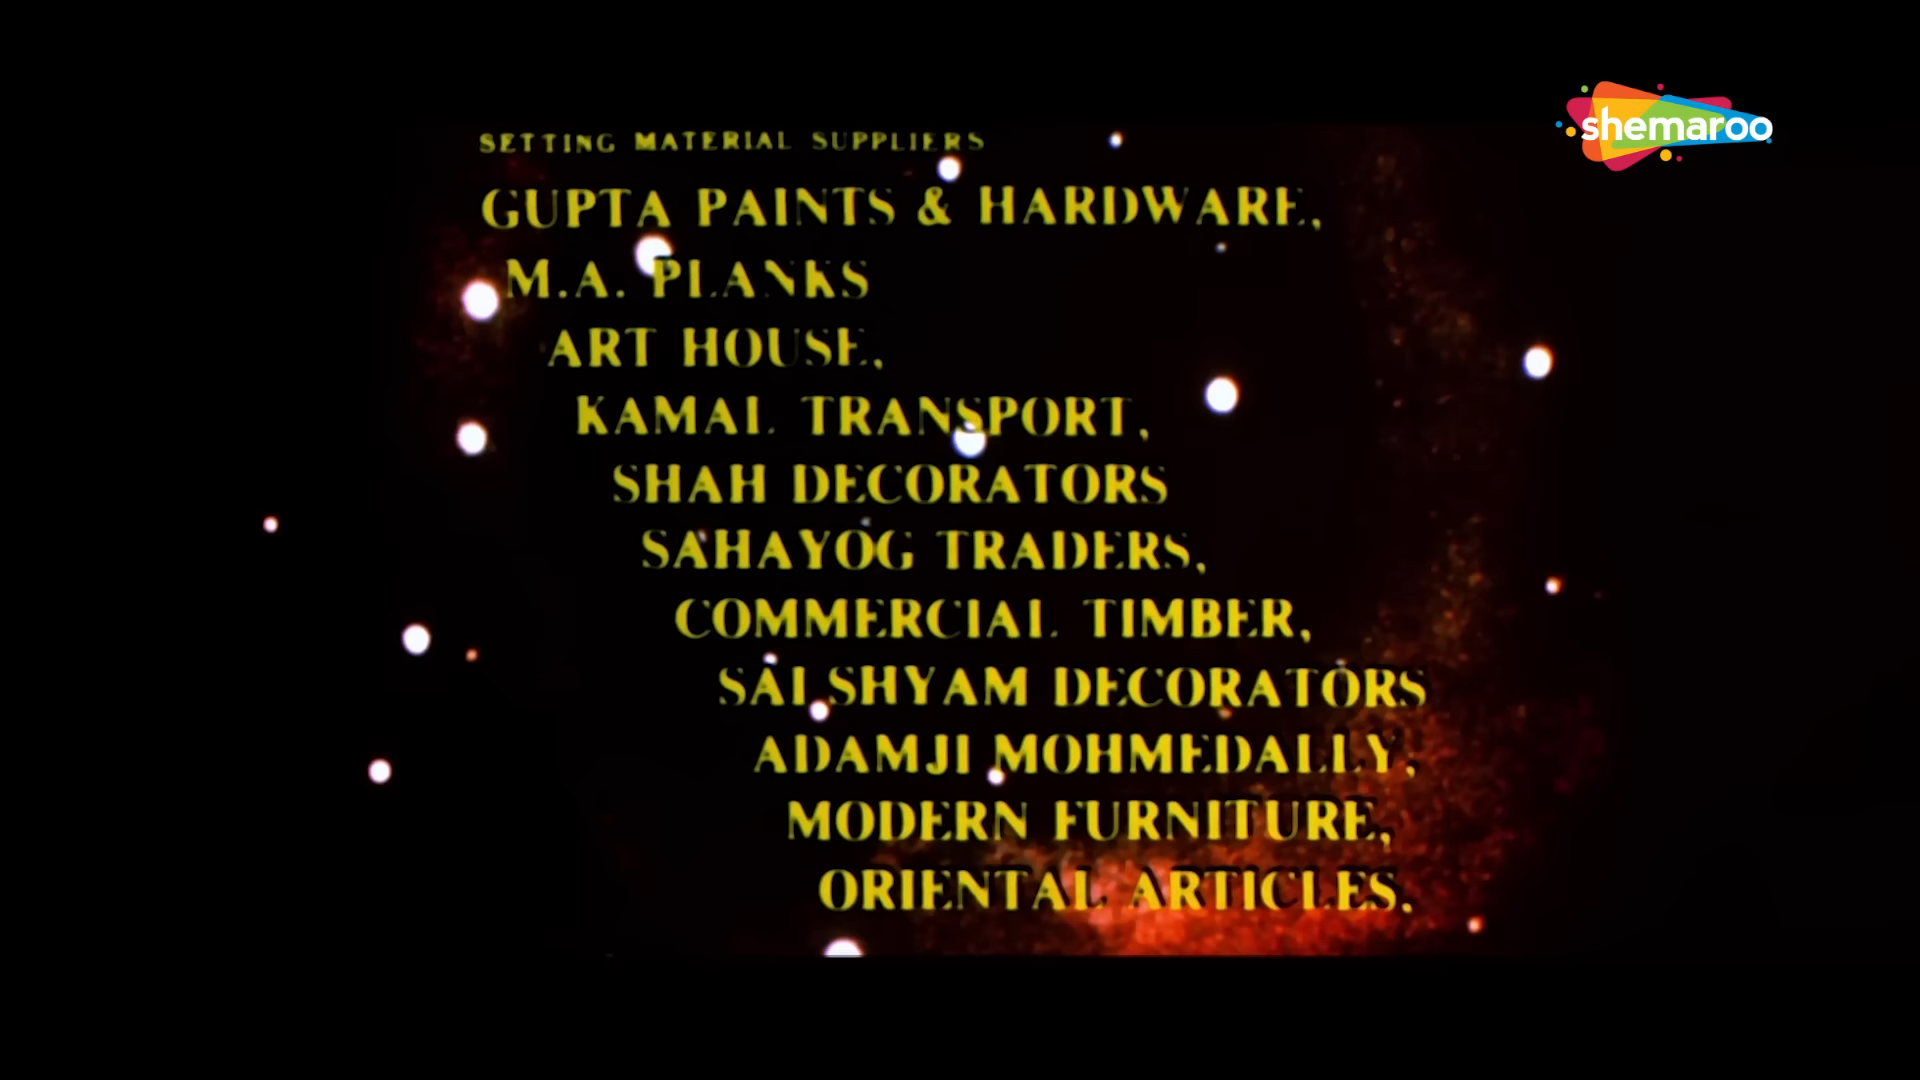 shemaroo
SETTING MATERIAL SUPPLIERS
GUPTA PAINTS & HARDWARE,
M.A. PLANKS
ART HOUSE,
KAMAL TRANSPORT,
SHAH DECORATORS
SAHAYOG TRADERS,
COMMERCIAL TIMBER,
SAI SHYAM DECORATORS
ADAMJI MOHMEDALLY,
MODERN FURNITURE,
ORIENTAL ARTICLES,